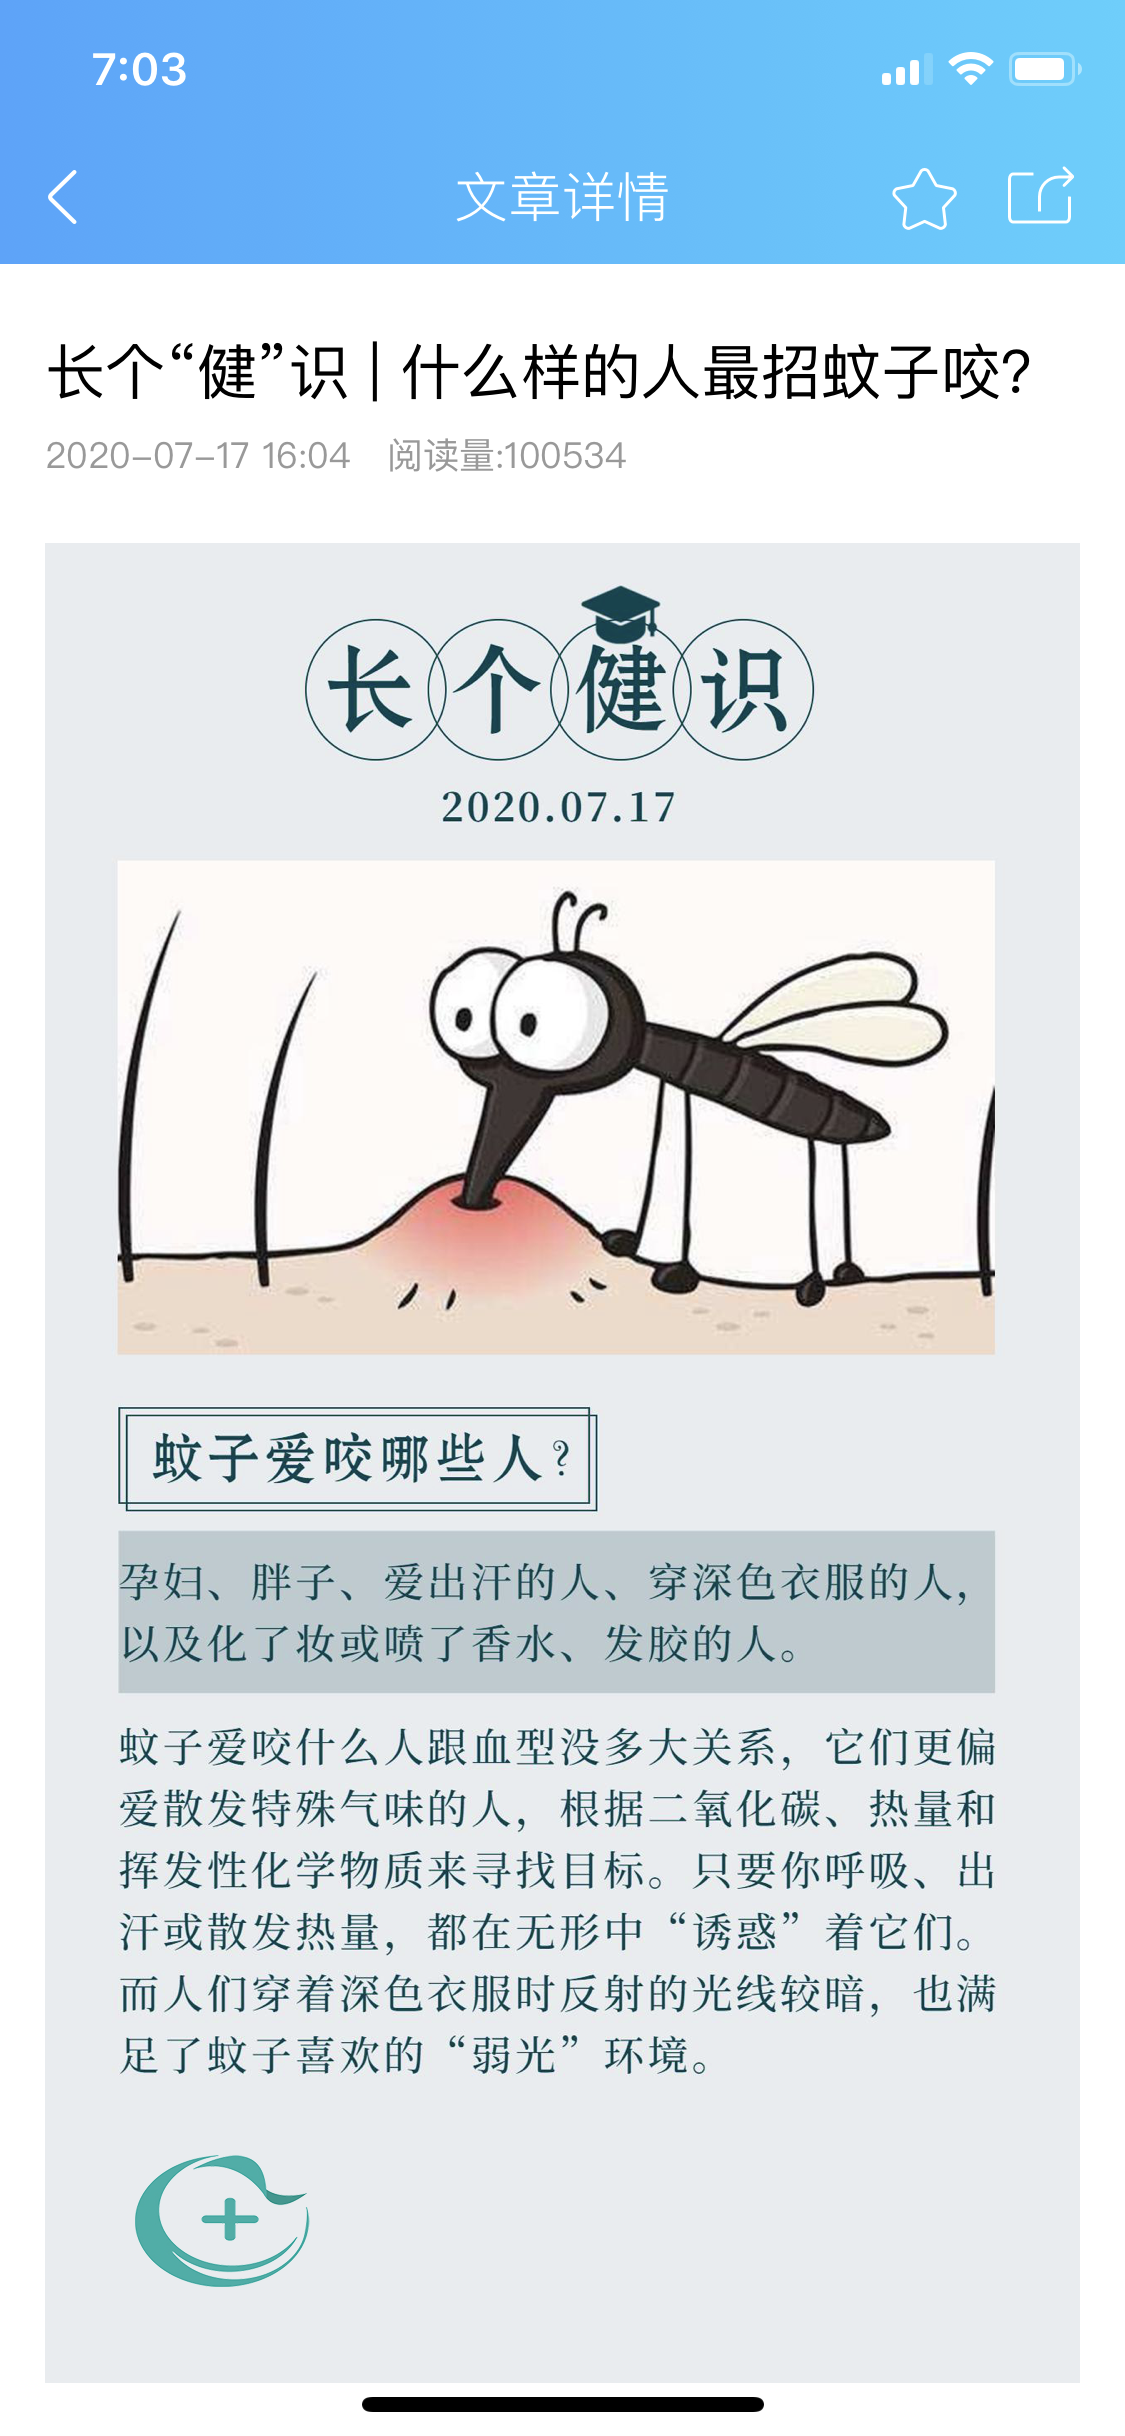 7:03
文章详情
长个“健”识 | 什么样的人最招蚊子咬?
2020-07-17 16:04 阅读量:100534
长个健识
2020.07.17
蚊子爱咬哪些人?
孕妇、胖子、爱出汗的人、穿深色衣服的人，
以及化了妆或喷了香水、发胶的人。
蚊子爱咬什么人跟血型没多大关系，它们更偏
爱散发特殊气味的人，根据二氧化碳、热量和
挥发性化学物质来寻找目标。只要你呼吸、出
汗或散发热量，都在无形中“诱惑”着它们。
而人们穿着深色衣服时反射的光线较暗，也满
足了蚊子喜欢的“弱光”环境。